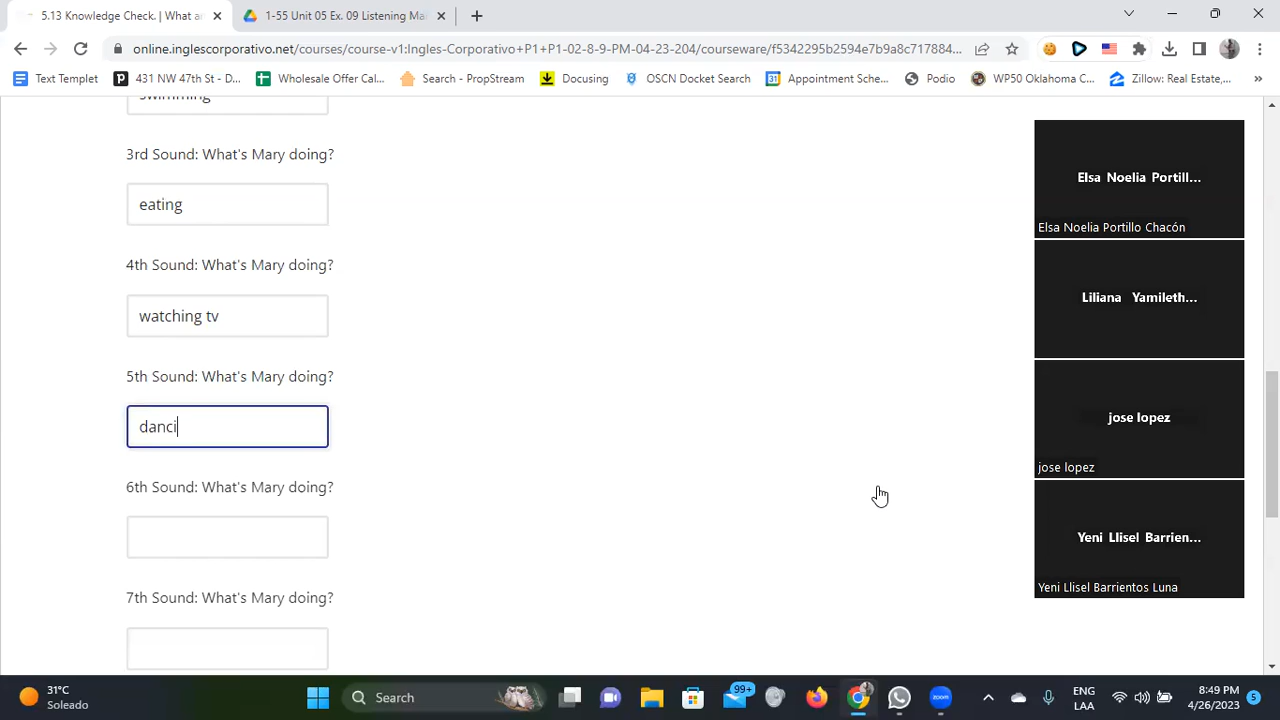 5.13 Knowledge Check. | What an
1-55 Unit 05 Ex. 09 Listening Ma
online.inglescorporativo.net/courses/course-v1:Ingles-Corporativo+P1+P1-02-8-9-PM-04-23-204/courseware/f5342295b2594e7b9a8c717884...
Text Templet
431 NW 47th St - D...
Wholesale Offer Cal...
Search - PropStream
Docusing
OSCN Docket Search
31
Appointment Sche...
Podio
WP50 Oklahoma C...
Zillow: Real Estate,...
»
swimming
3rd Sound: What's Mary doing?
eating
4th Sound: What's Mary doing?
watching tv
5th Sound: What's Mary doing?
danci
6th Sound: What's Mary doing?
7th Sound: What's Mary doing?
Elsa Noelia Portill...
Elsa Noelia Portillo Chacón
Liliana Yamileth...
jose lopez
jose lopez
Yeni Llisel Barrien...
Yeni Llisel Barrientos Luna
31°C
Soleado
Search
99+
zoom
ENG
LAA
8:49 PM
4/26/2023
5